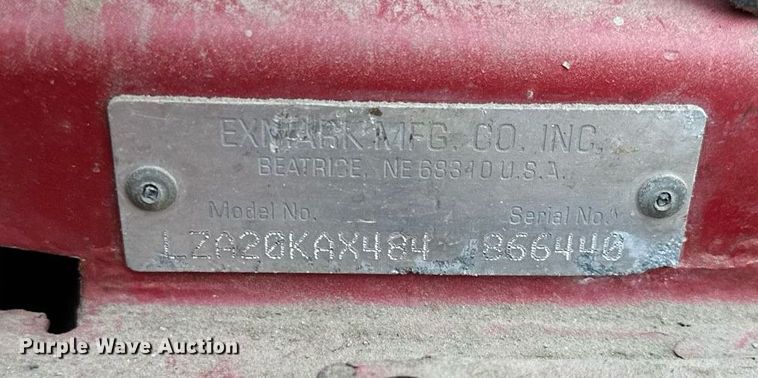 EXMARK MFG. CO. INC.
BEATRICE, NE 68310 U.S.A.
Model No. Serial No.
LZA20KAX484 866440
Purple Wave Auction